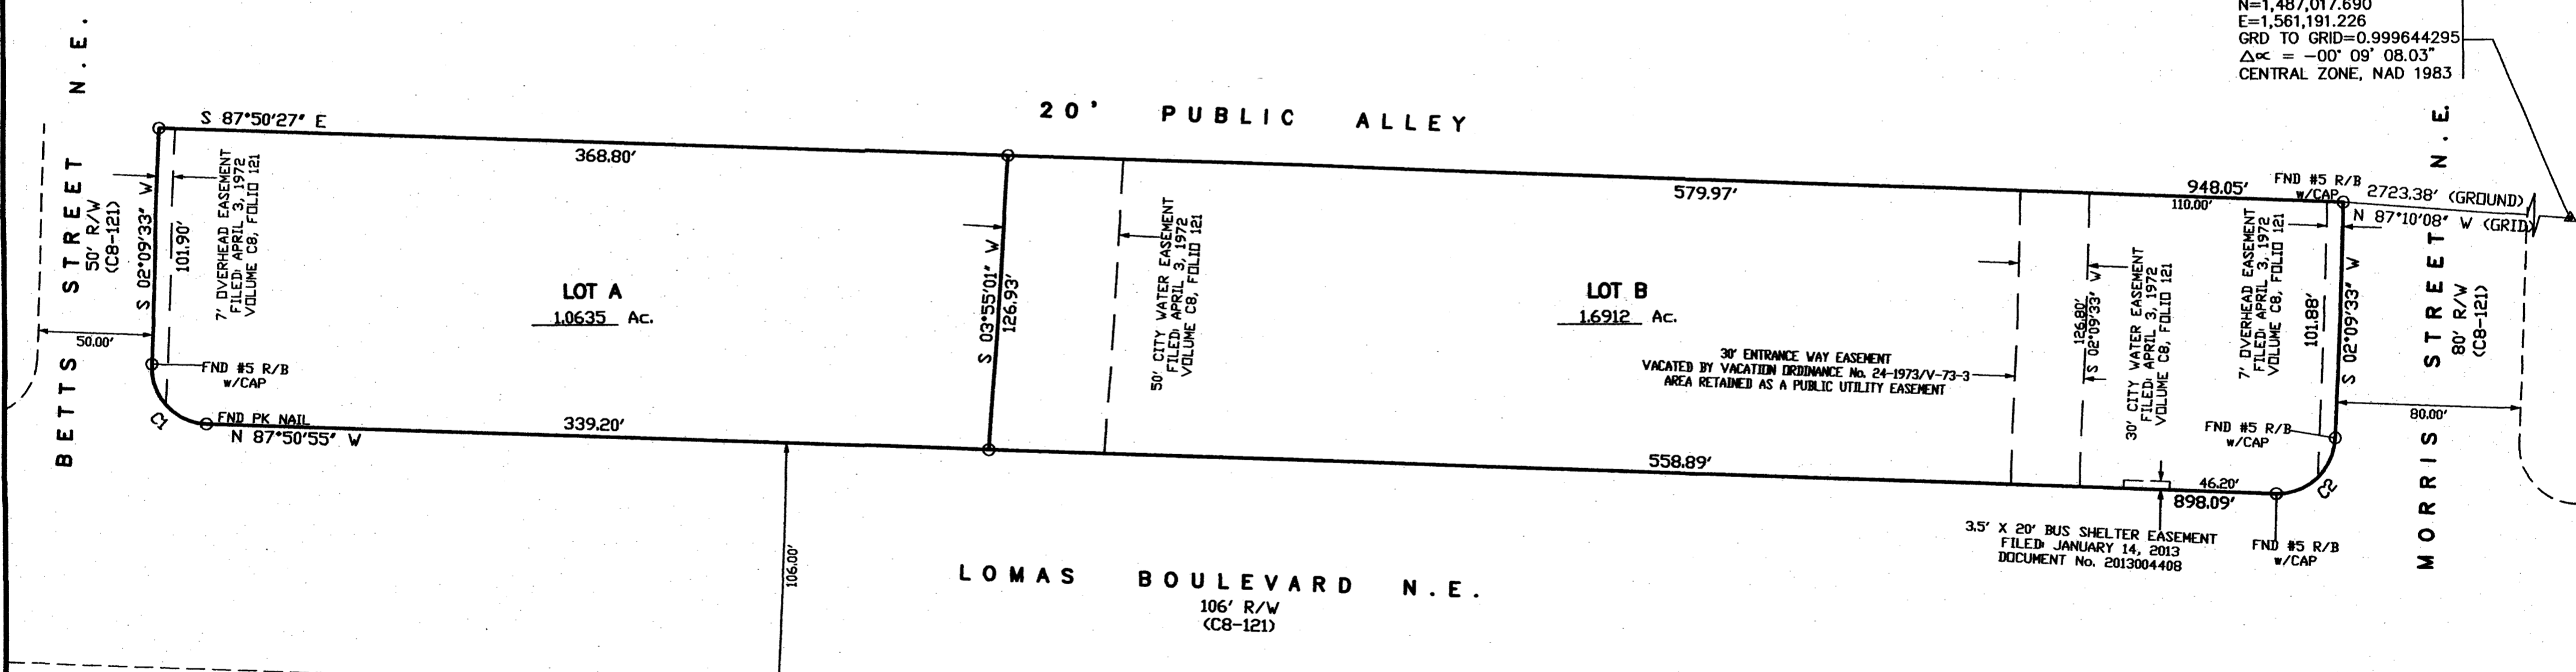 N=1,487,017.690
E=1,561,191.226
GRD TO GRID=0.999644295
Δ∝ = -00° 09' 08.03"
CENTRAL ZONE, NAD 1983
20' PUBLIC ALLEY
S 87°50'27" E
368.80'
579.97'
948.05'
110.00'
FND #5 R/B
w/CAP
2723.38' (GROUND)
N 87°10'08" W (GRID)
BETTS STREET N.E.
50' R/W
(C8-121)
50.00'
S 02°09'33" W
101.90'
7' OVERHEAD EASEMENT
FILED: APRIL 3, 1972
VOLUME C8, FOLIO 121
LOT A
1.0635 Ac.
S 03°55'01" W
126.93'
50' CITY WATER EASEMENT
FILED: APRIL 3, 1972
VOLUME C8, FOLIO 121
LOT B
1.6912 Ac.
30' ENTRANCE WAY EASEMENT
VACATED BY VACATION ORDINANCE No. 24-1973/V-73-3
AREA RETAINED AS A PUBLIC UTILITY EASEMENT
126.80'
S 02°09'33" W
30' CITY WATER EASEMENT
FILED: APRIL 3, 1972
VOLUME C8, FOLIO 121
7' OVERHEAD EASEMENT
FILED: APRIL 3, 1972
VOLUME C8, FOLIO 121
101.88'
S 02°09'33" W
MORRIS STREET N.E.
80' R/W
(C8-121)
80.00'
FND #5 R/B
w/CAP
C1
FND PK NAIL
N 87°50'55" W
339.20'
558.89'
46.20'
898.09'
FND #5 R/B
w/CAP
C2
3.5' X 20' BUS SHELTER EASEMENT
FILED: JANUARY 14, 2013
DOCUMENT No. 2013004408
FND #5 R/B
w/CAP
106.00'
LOMAS BOULEVARD N.E.
106' R/W
(C8-121)